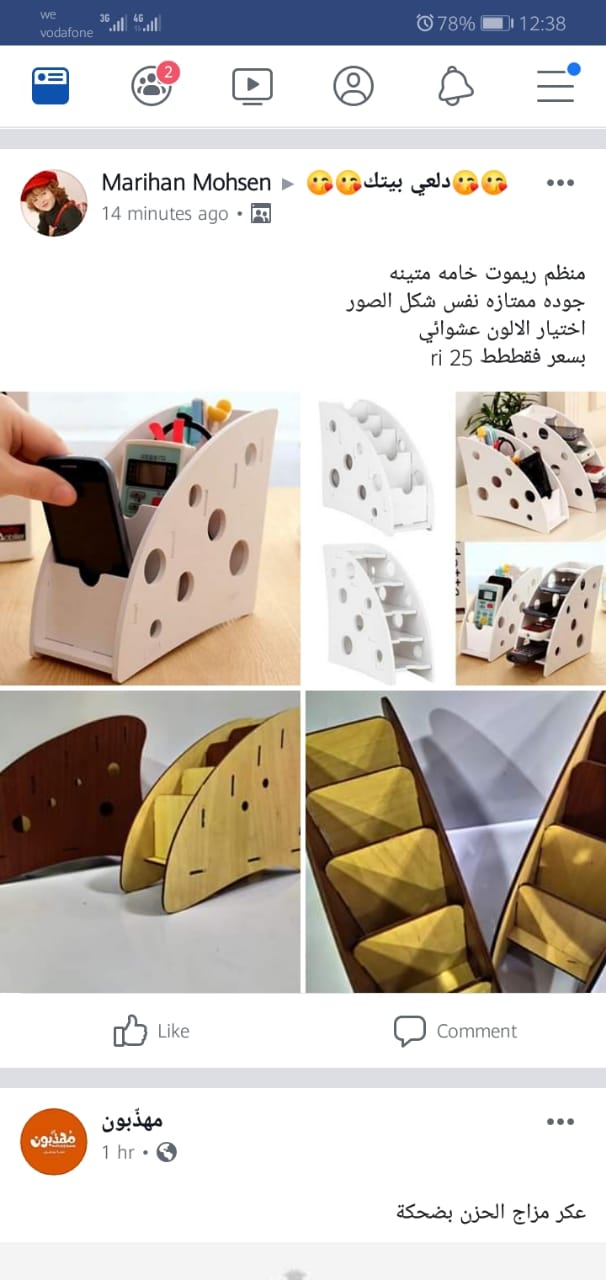 we
vodafone
3G
4G
78%
12:38
2
Marihan Mohsen ▸ 😘😘دلعي بيتك😘😘
14 minutes ago •
منظم ريموت خامه متينه
جوده ممتازه نفس شكل الصور
اختيار الالون عشوائي
بسعر فقططط 25 ri
Like
Comment
مهذّبون
مهذّبون
1 hr •
عكر مزاج الحزن بضحكة